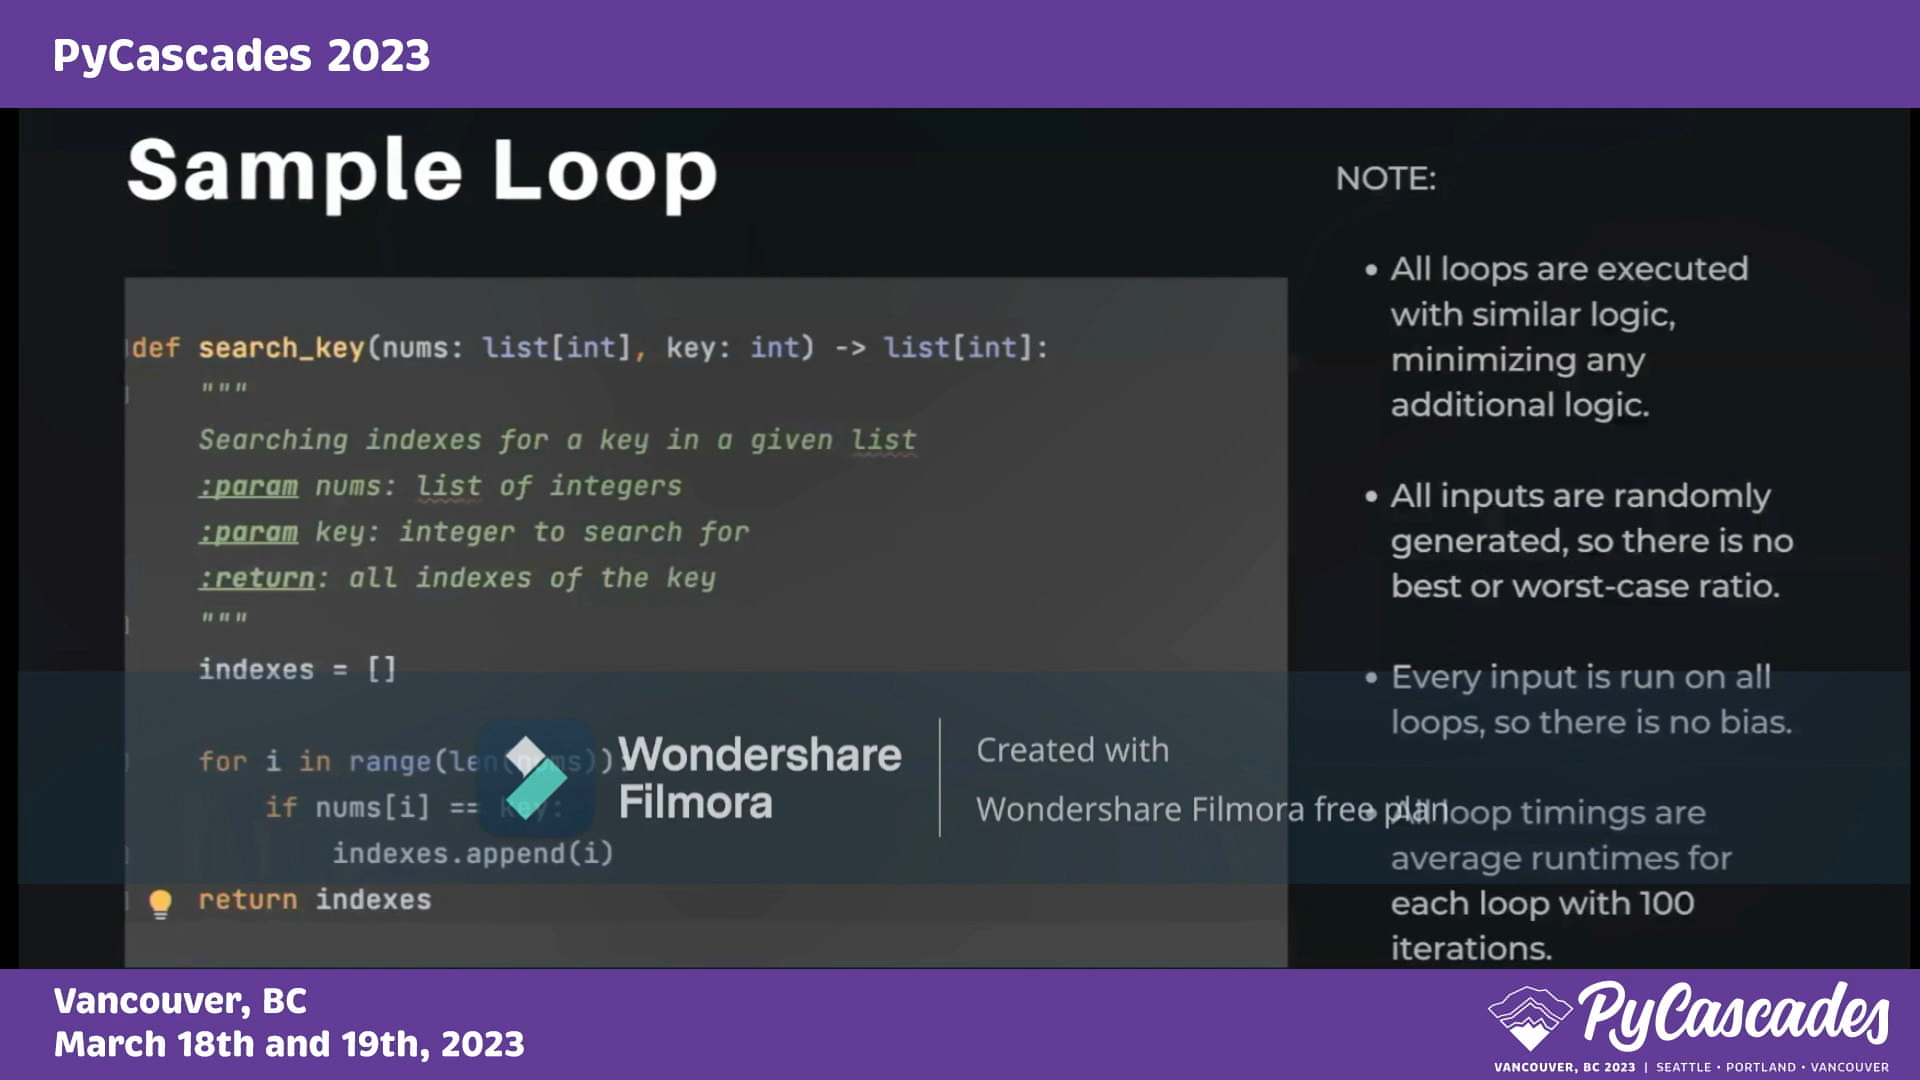 PyCascades 2023
Sample Loop
def search_key(nums: list[int], key: int) -> list[int]:
"""
Searching indexes for a key in a given list
:param nums: list of integers
:param key: integer to search for
:return: all indexes of the key
"""
indexes = []
for i in range(len(nums)):
if nums[i] == key:
indexes.append(i)
return indexes
NOTE:
• All loops are executed
with similar logic,
minimizing any
additional logic.
• All inputs are randomly
generated, so there is no
best or worst-case ratio.
• Every input is run on all
loops, so there is no bias.
• All loop timings are
average runtimes for
each loop with 100
iterations.
Wondershare
Filmora
Created with
Wondershare Filmora free plan
Vancouver, BC
March 18th and 19th, 2023
PyCascades
VANCOUVER, BC 2023 | SEATTLE • PORTLAND • VANCOUVER